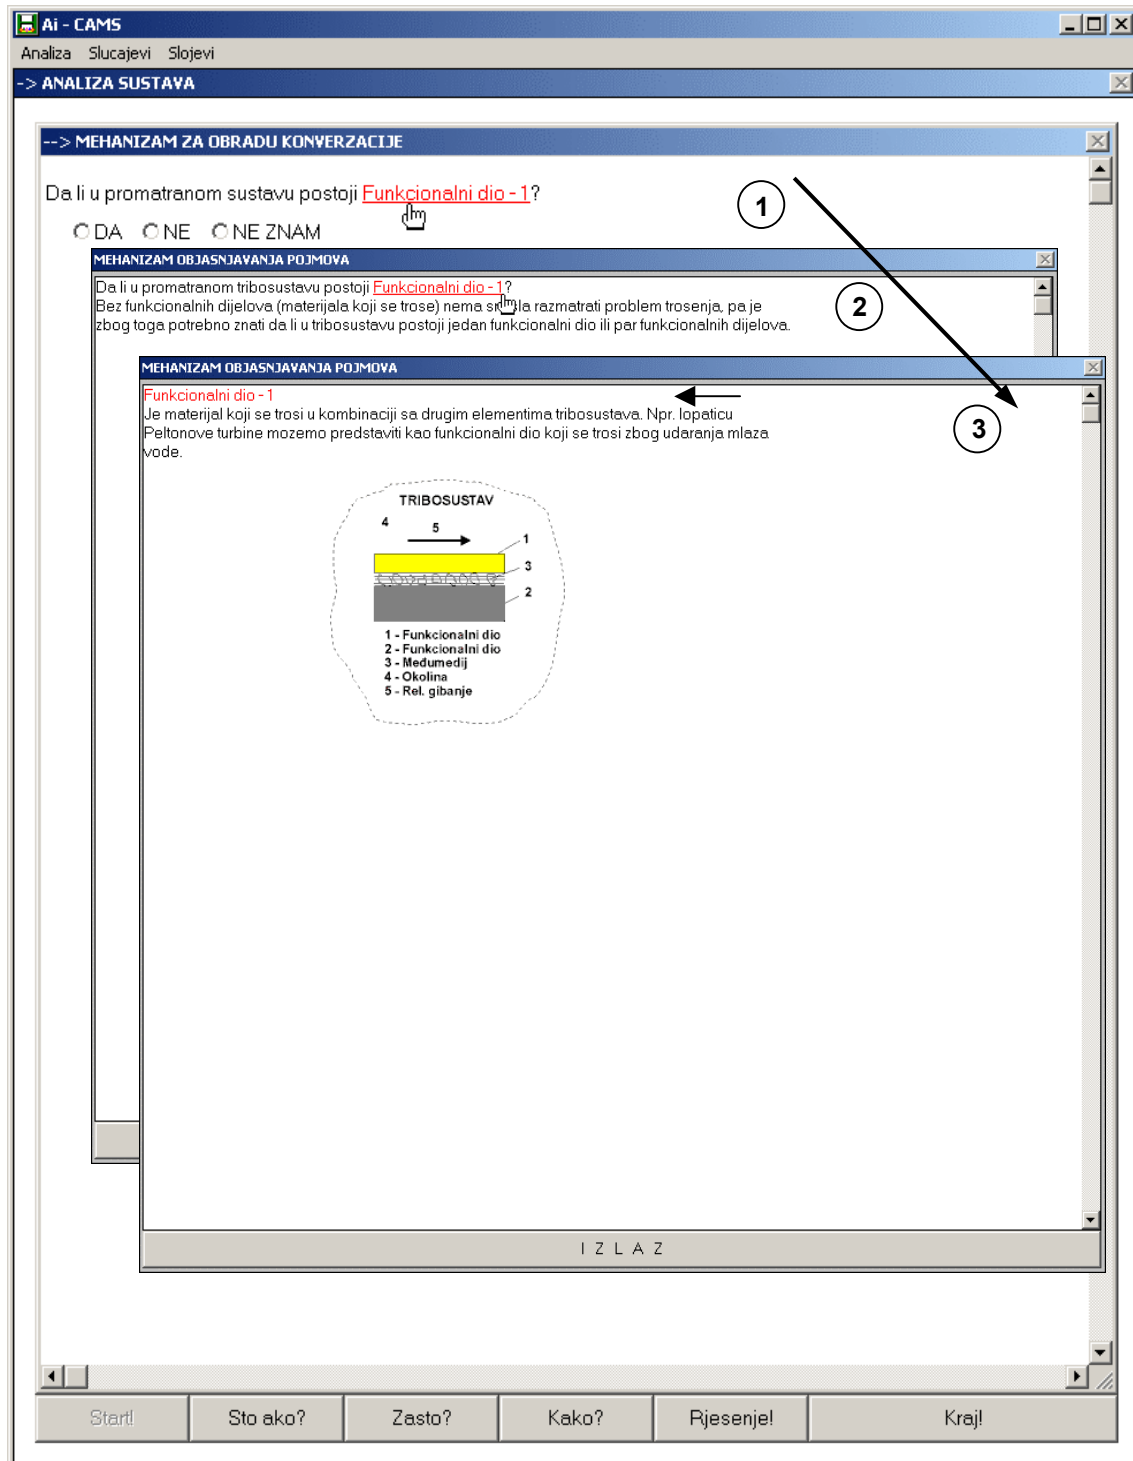 Ai - CAMS
Analiza Slucajevi Slojevi
-> ANALIZA SUSTAVA
--> MEHANIZAM ZA OBRADU KONVERZACIJE
Da li u promatranom sustavu postoji Funkcionalni dio - 1?
DA NE NE ZNAM
1
MEHANIZAM OBJASNJAVANJA POJMOVA
Da li u promatranom tribosustavu postoji Funkcionalni dio - 1?
Bez funkcionalnih dijelova (materijala koji se trose) nema razmatrati problem trosenja, pa je
zbog toga potrebno znati da li u tribosustavu postoji jedan funkcionalni dio ili par funkcionalnih dijelova.
2
MEHANIZAM OBJASNJAVANJA POJMOVA
Funkcionalni dio - 1
Je materijal koji se trosi u kombinaciji sa drugim elementima tribosustava. Npr. lopaticu
Peltonove turbine mozemo predstaviti kao funkcionalni dio koji se trosi zbog udaranja mlaza
vode.
3
TRIBOSUSTAV
4
5
1
3
2
1 - Funkcionalni dio
2 - Funkcionalni dio
3 - Međumedij
4 - Okolina
5 - Rel. gibanje
I Z L A Z
Start! Sto ako? Zasto? Kako? Rjesenje! Kraj!